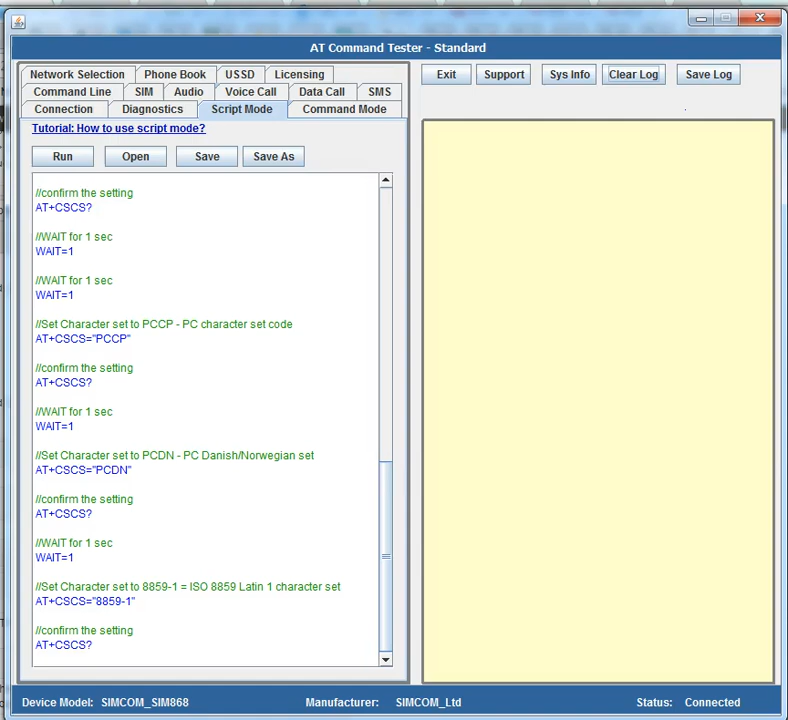 AT Command Tester - Standard
Network Selection Phone Book USSD Licensing
Command Line SIM Audio Voice Call Data Call SMS
Connection Diagnostics Script Mode Command Mode
Exit Support Sys Info Clear Log Save Log
Tutorial: How to use script mode?
Run Open Save Save As
//confirm the setting
AT+CSCS?
//WAIT for 1 sec
WAIT=1
//WAIT for 1 sec
WAIT=1
//Set Character set to PCCP - PC character set code
AT+CSCS="PCCP"
//confirm the setting
AT+CSCS?
//WAIT for 1 sec
WAIT=1
//Set Character set to PCDN - PC Danish/Norwegian set
AT+CSCS="PCDN"
//confirm the setting
AT+CSCS?
//WAIT for 1 sec
WAIT=1
//Set Character set to 8859-1 = ISO 8859 Latin 1 character set
AT+CSCS="8859-1"
//confirm the setting
AT+CSCS?
Device Model: SIMCOM_SIM868 Manufacturer: SIMCOM_Ltd Status: Connected